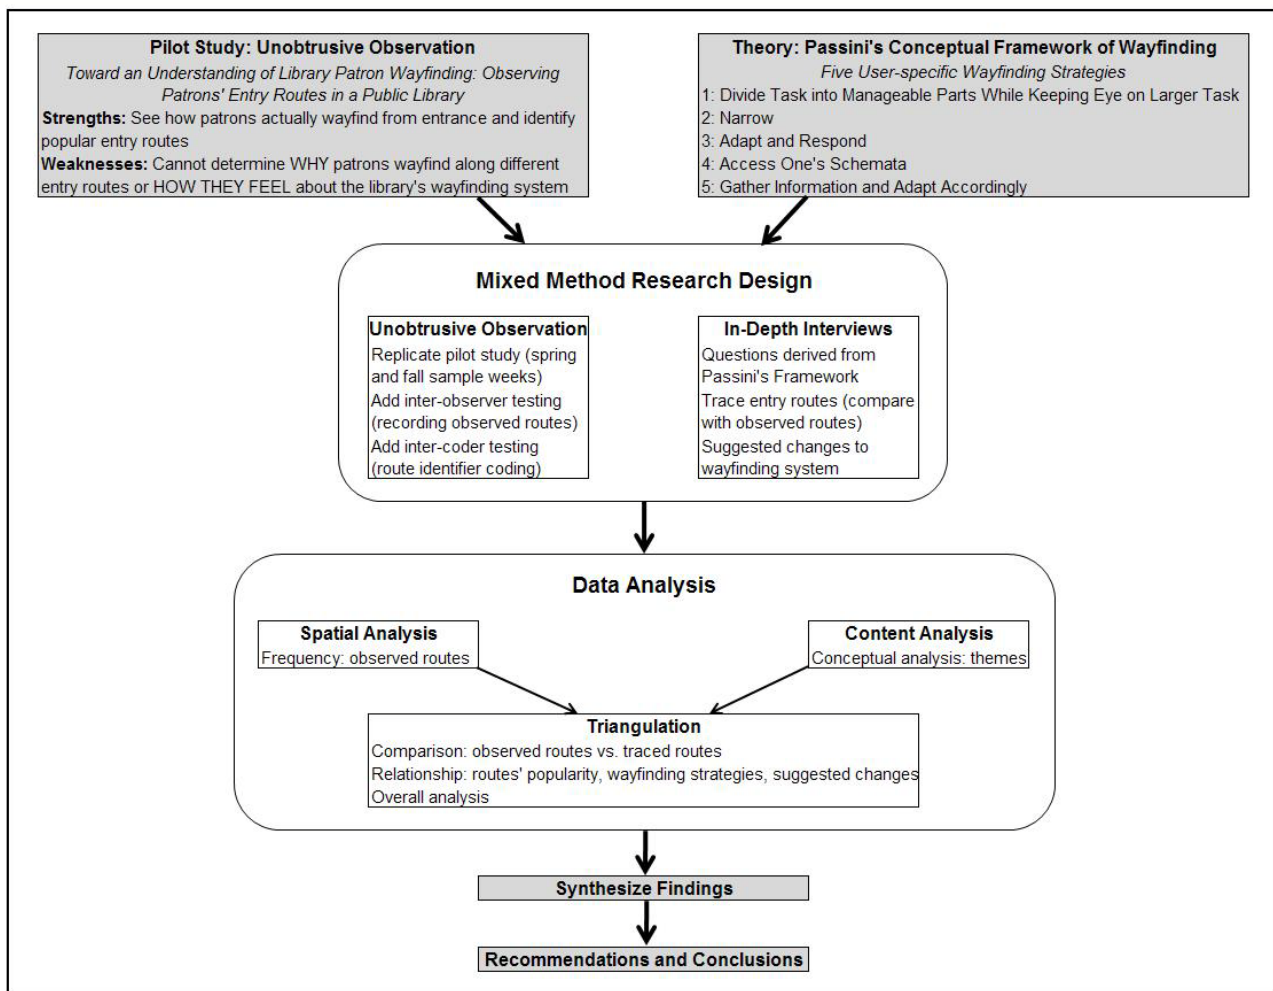 Pilot Study: Unobtrusive Observation
Toward an Understanding of Library Patron Wayfinding: Observing
Patrons' Entry Routes in a Public Library
Strengths: See how patrons actually wayfind from entrance and identify
popular entry routes
Weaknesses: Cannot determine WHY patrons wayfind along different
entry routes or HOW THEY FEEL about the library's wayfinding system
Theory: Passini's Conceptual Framework of Wayfinding
Five User-specific Wayfinding Strategies
1: Divide Task into Manageable Parts While Keeping Eye on Larger Task
2: Narrow
3: Adapt and Respond
4: Access One's Schemata
5: Gather Information and Adapt Accordingly
Mixed Method Research Design
Unobtrusive Observation
Replicate pilot study (spring
and fall sample weeks)
Add inter-observer testing
(recording observed routes)
Add inter-coder testing
(route identifier coding)
In-Depth Interviews
Questions derived from
Passini's Framework
Trace entry routes (compare
with observed routes)
Suggested changes to
wayfinding system
Data Analysis
Spatial Analysis
Frequency: observed routes
Content Analysis
Conceptual analysis: themes
Triangulation
Comparison: observed routes vs. traced routes
Relationship: routes' popularity, wayfinding strategies, suggested changes
Overall analysis
Synthesize Findings
Recommendations and Conclusions